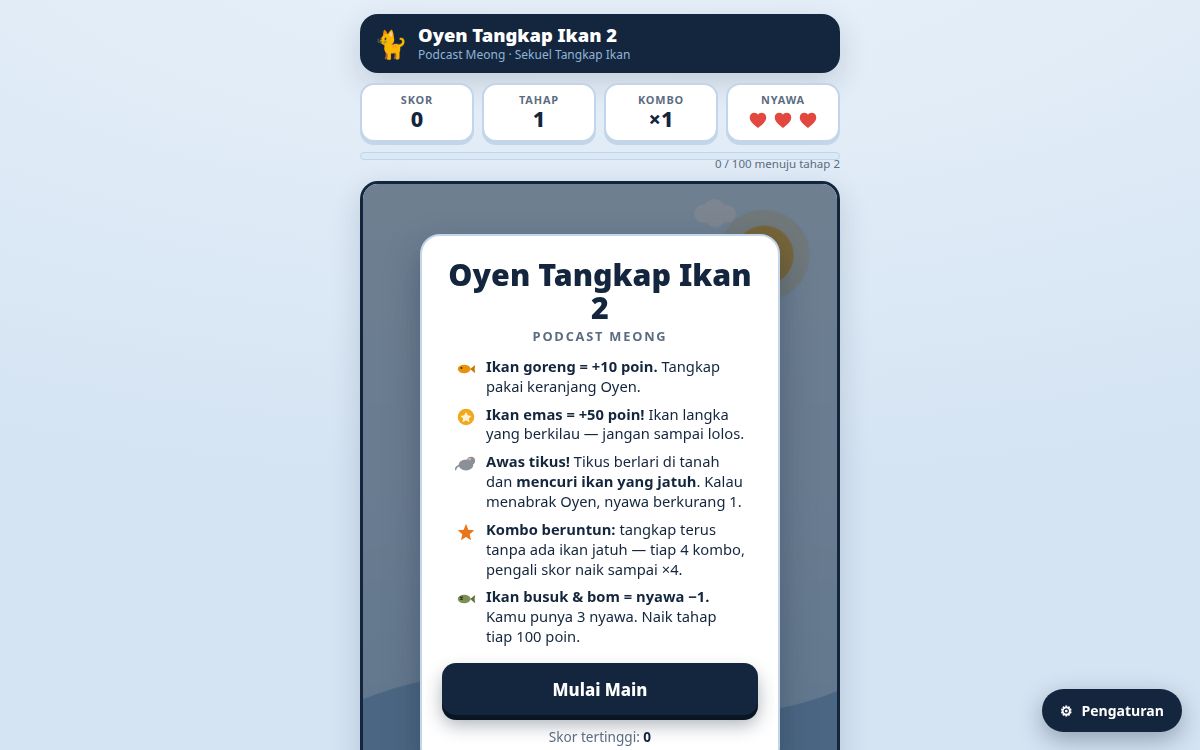 Oyen Tangkap Ikan 2
Podcast Meong · Sekuel Tangkap Ikan
SKOR
0
TAHAP
1
KOMBO
×1
NYAWA
0 / 100 menuju tahap 2
Oyen Tangkap Ikan
2
PODCAST MEONG
Ikan goreng = +10 poin. Tangkap
pakai keranjang Oyen.
Ikan emas = +50 poin! Ikan langka
yang berkilau — jangan sampai lolos.
Awas tikus! Tikus berlari di tanah
dan mencuri ikan yang jatuh. Kalau
menabrak Oyen, nyawa berkurang 1.
Kombo beruntun: tangkap terus
tanpa ada ikan jatuh — tiap 4 kombo,
pengali skor naik sampai ×4.
Ikan busuk & bom = nyawa −1.
Kamu punya 3 nyawa. Naik tahap
tiap 100 poin.
Mulai Main
Skor tertinggi: 0
Pengaturan